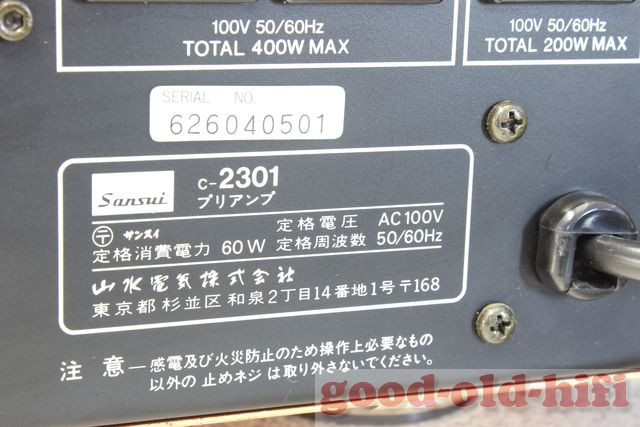 100V 50/60Hz
TOTAL 400W MAX
100V 50/60Hz
TOTAL 200W MAX
SERIAL NO.
626040501
Sansui C-2301
プリアンプ
〒 サンスイ 定格電圧 AC100V
定格消費電力 60W 定格周波数 50/60Hz
山水電気株式会社
東京都杉並区和泉2丁目14番地1号〒168
注意 ― 感電及び火災防止のため操作上必要なもの
以外の止めネジは取り外さないでください。
good-old-hifi